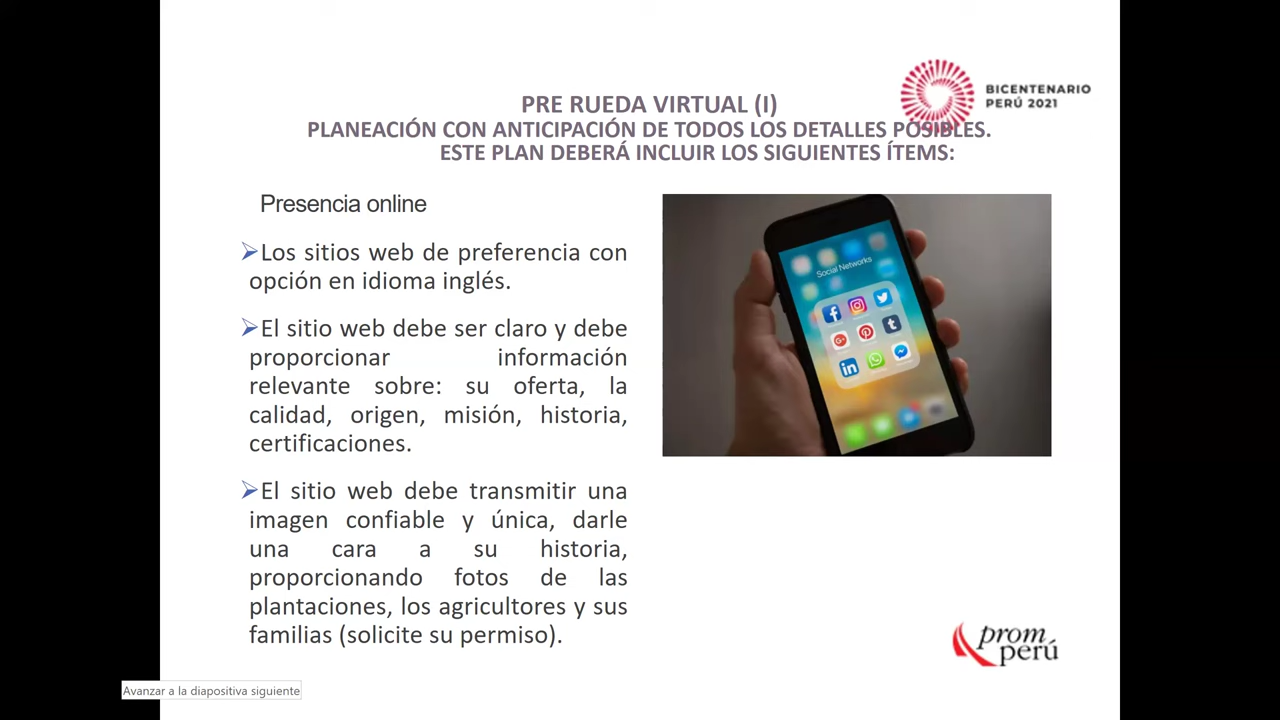 BICENTENARIO
PERÚ 2021
PRE RUEDA VIRTUAL (I)
PLANEACIÓN CON ANTICIPACIÓN DE TODOS LOS DETALLES POSIBLES.
ESTE PLAN DEBERÁ INCLUIR LOS SIGUIENTES ÍTEMS:
Presencia online
➢Los sitios web de preferencia con
opción en idioma inglés.
➢El sitio web debe ser claro y debe
proporcionar información
relevante sobre: su oferta, la
calidad, origen, misión, historia,
certificaciones.
➢El sitio web debe transmitir una
imagen confiable y única, darle
una cara a su historia,
proporcionando fotos de las
plantaciones, los agricultores y sus
familias (solicite su permiso).
Social Networks
prom
perú
Avanzar a la diapositiva siguiente